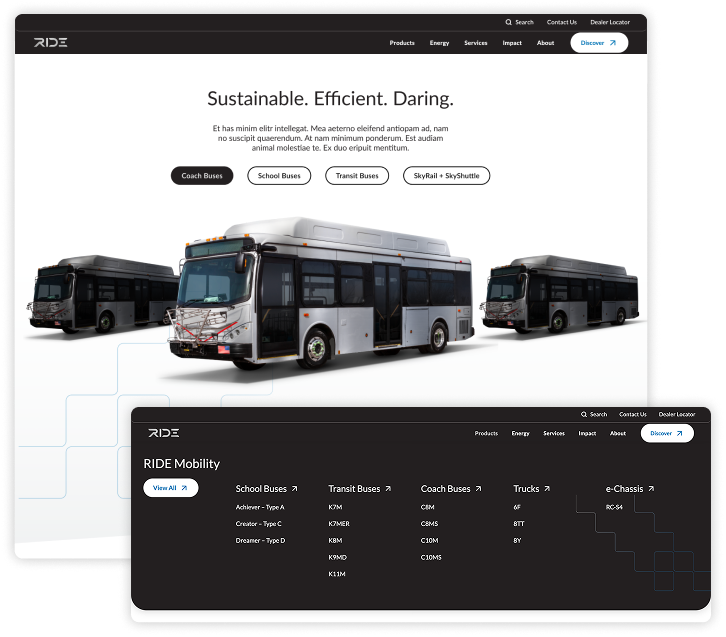 Search Contact Us Dealer Locator
RIDE Products Energy Services Impact About Discover
Sustainable. Efficient. Daring.
Et has minim elitr intellegat. Mea aeterno eleifend antiopam ad, nam
no suscipit quaerendum. At nam minimum ponderum. Est audiam
animal molestiae te. Ex duo eripuit mentitum.
Coach Buses School Buses Transit Buses SkyRail + SkyShuttle
Search Contact Us Dealer Locator
RIDE Products Energy Services Impact About Discover
RIDE Mobility
View All
School Buses
Achiever – Type A
Creator – Type C
Dreamer – Type D
Transit Buses
K7M
K7MER
K8M
K9MD
K11M
Coach Buses
C8M
C8MS
C10M
C10MS
Trucks
6F
8TT
8Y
e-Chassis
RC-S4